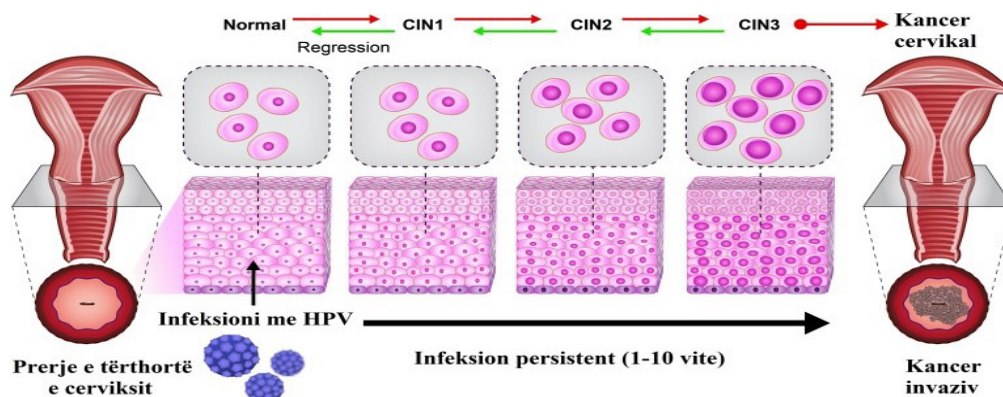 Normal CIN1 CIN2 CIN3 Kancer
cervikal
Regression
Infeksioni me HPV
Infeksion persistent (1-10 vite)
Prerje e tërthortë
e cerviksit
Kancer
invaziv